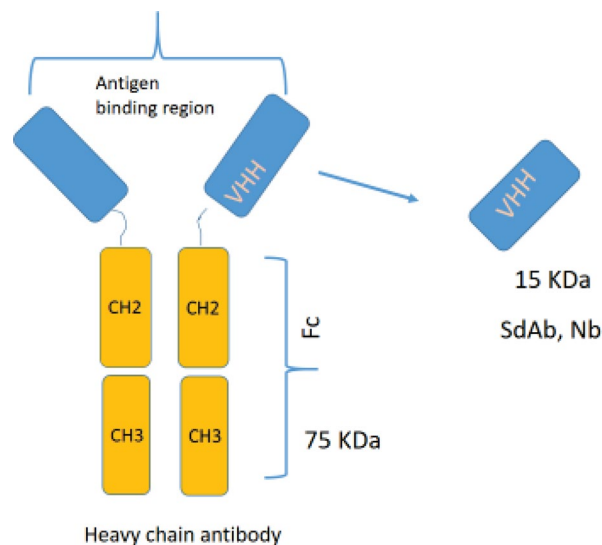 Antigen
binding region
VHH
VHH
15 KDa
SdAb, Nb
CH2
CH2
Fc
CH3
CH3
75 KDa
Heavy chain antibody